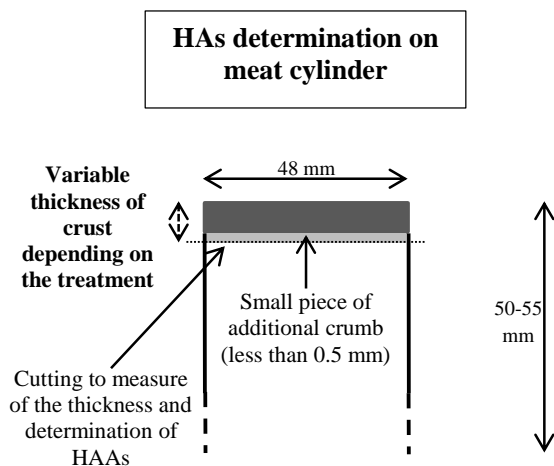 HAs determination on
meat cylinder
48 mm
Variable
thickness of
crust
depending on
the treatment
Small piece of
additional crumb
(less than 0.5 mm)
50-55
mm
Cutting to measure
of the thickness and
determination of
HAAs